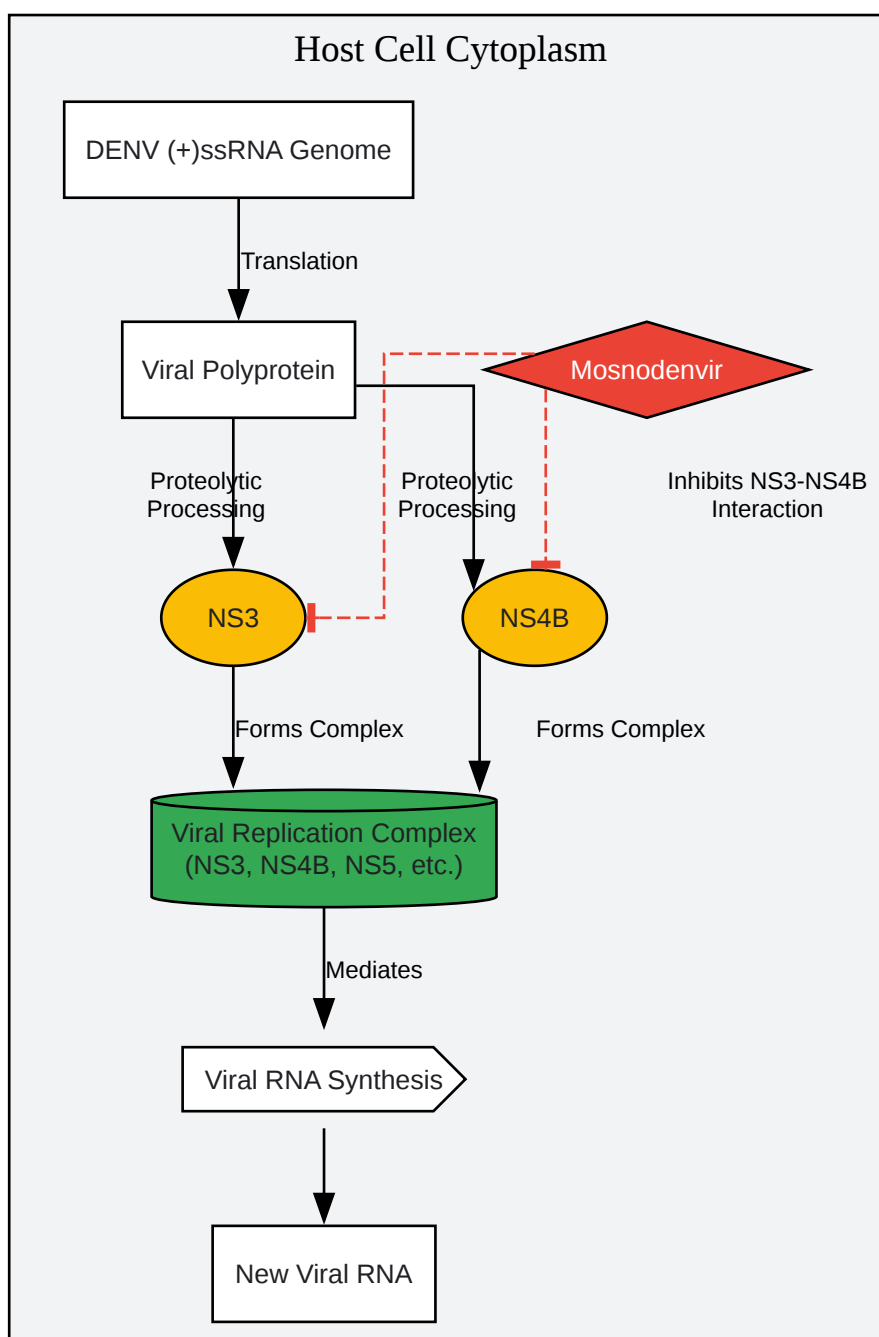 Host Cell Cytoplasm
DENV (+)ssRNA Genome
Translation
Viral Polyprotein
Mosnodenvir
Proteolytic
Processing
Proteolytic
Processing
Inhibits NS3-NS4B
Interaction
NS3
NS4B
Forms Complex
Forms Complex
Viral Replication Complex
(NS3, NS4B, NS5, etc.)
Mediates
Viral RNA Synthesis
New Viral RNA